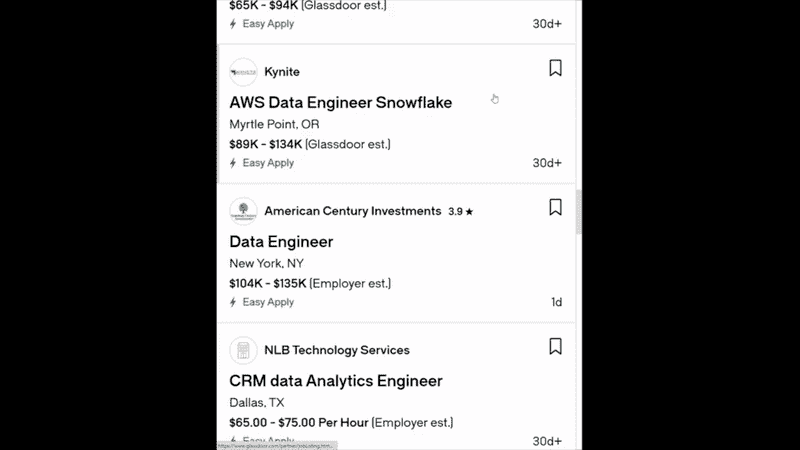 $65K - $94K (Glassdoor est.)
Easy Apply
30d+
Kynite
AWS Data Engineer Snowflake
Myrtle Point, OR
$89K - $134K (Glassdoor est.)
Easy Apply
30d+
American Century Investments 3.9 ★
Data Engineer
New York, NY
$104K - $135K (Employer est.)
Easy Apply
1d
NLB Technology Services
CRM data Analytics Engineer
Dallas, TX
$65.00 - $75.00 Per Hour (Employer est.)
Easy Apply
30d+
https://www.glassdoor.com/partner/jobListing.htm...